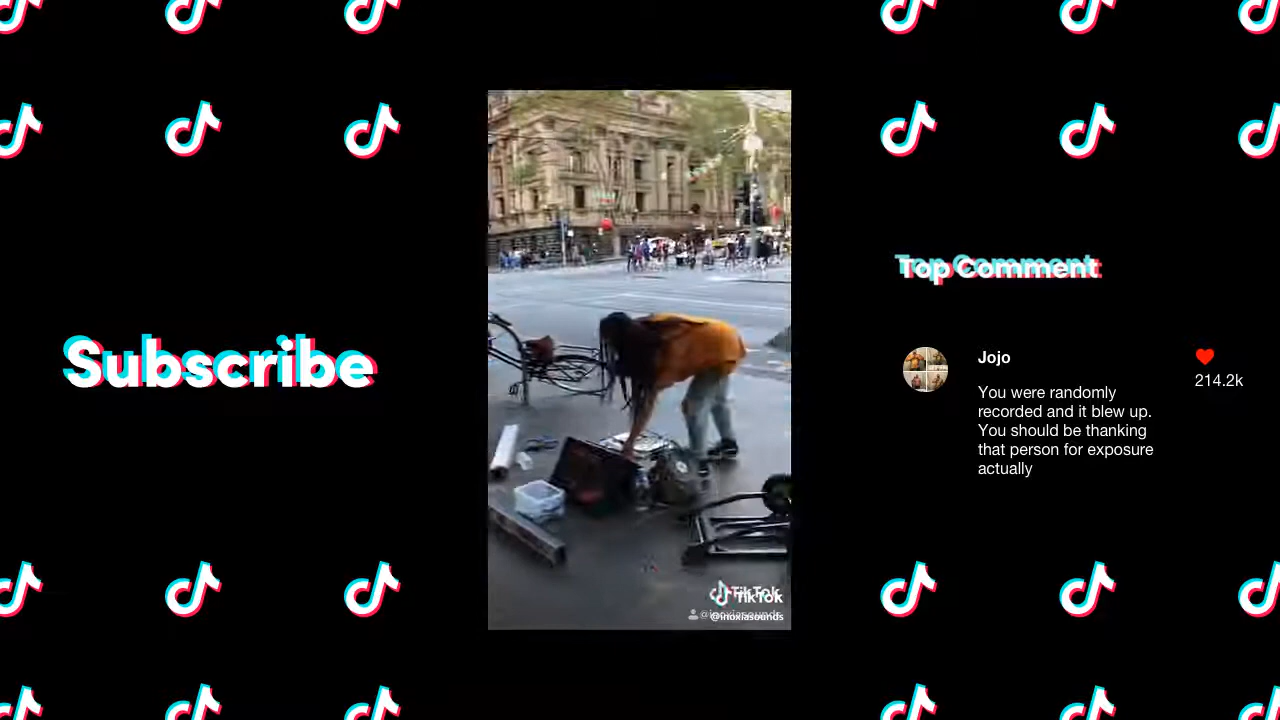 Subscribe
Top Comment
Jojo
You were randomly
recorded and it blew up.
You should be thanking
that person for exposure
actually
214.2k
TikTok
@inoxiasounds